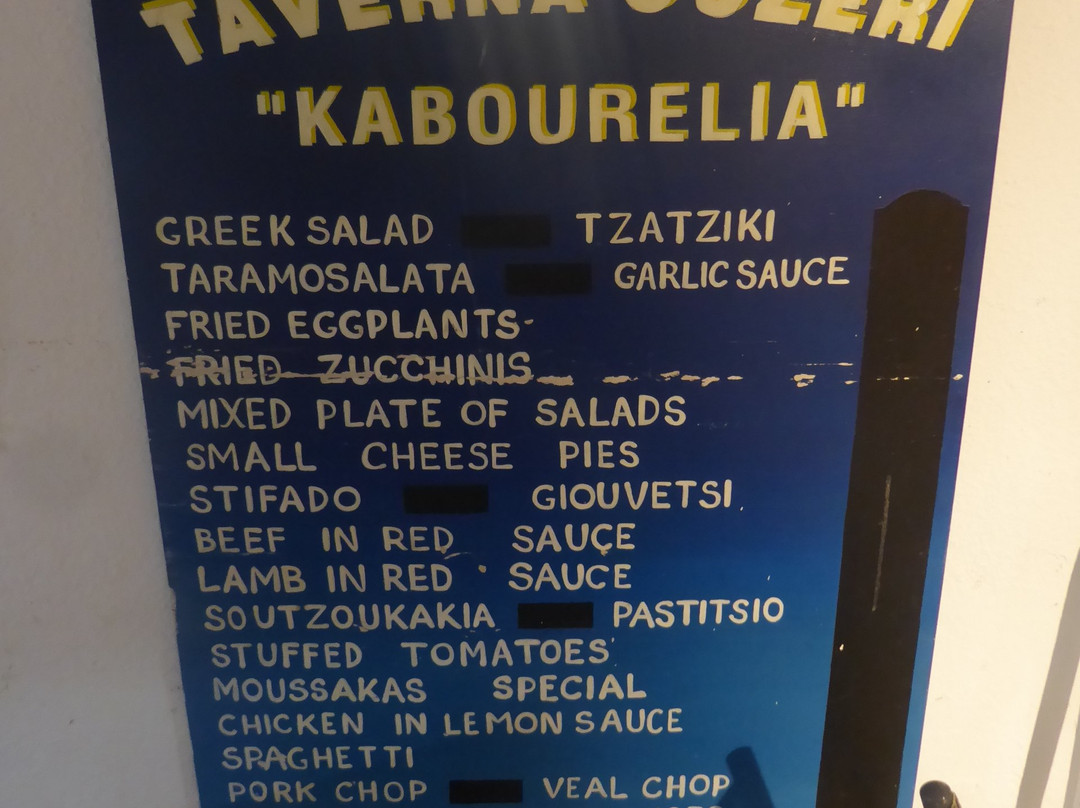 TAVERNA OUZERI
"KABOURELIA"
GREEK SALAD TZATZIKI
TARAMOSALATA GARLIC SAUCE
FRIED EGGPLANTS
FRIED ZUCCHINIS
MIXED PLATE OF SALADS
SMALL CHEESE PIES
STIFADO GIOUVETSI
BEEF IN RED SAUCE
LAMB IN RED SAUCE
SOUTZOUKAKIA PASTITSIO
STUFFED TOMATOES
MOUSSAKAS SPECIAL
CHICKEN IN LEMON SAUCE
SPAGHETTI
PORK CHOP VEAL CHOP